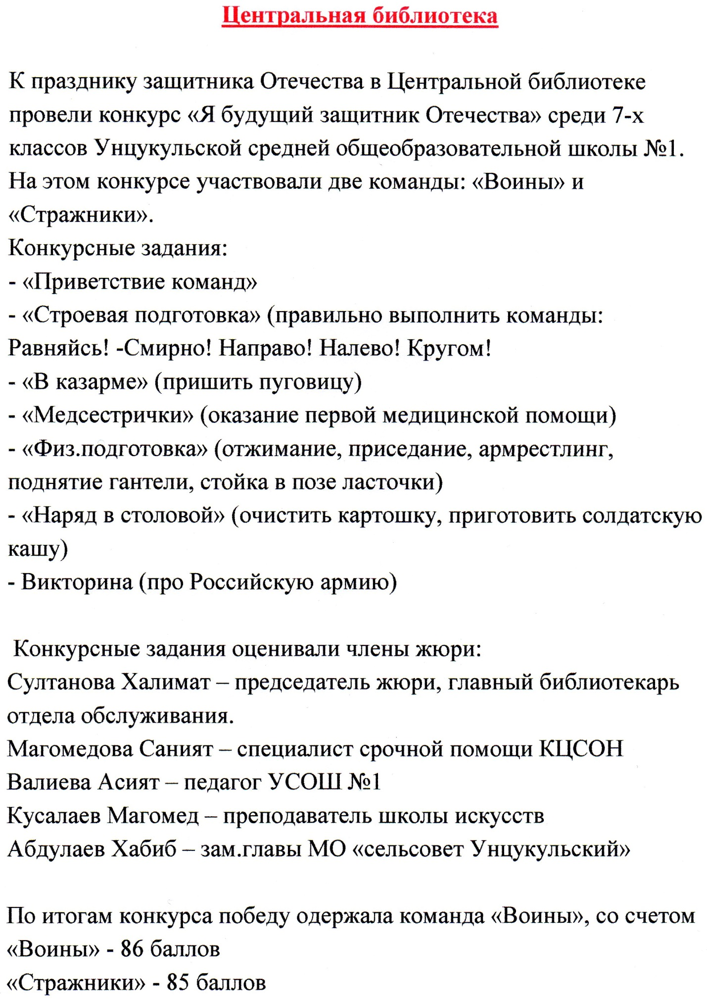 Центральная библиотека
К празднику защитника Отечества в Центральной библиотеке
провели конкурс «Я будущий защитник Отечества» среди 7-х
классов Унцукульской средней общеобразовательной школы №1.
На этом конкурсе участвовали две команды: «Воины» и
«Стражники».
Конкурсные задания:
- «Приветствие команд»
- «Строевая подготовка» (правильно выполнить команды:
Равняйсь! -Смирно! Направо! Налево! Кругом!
- «В казарме» (пришить пуговицу)
- «Медсестрички» (оказание первой медицинской помощи)
- «Физ.подготовка» (отжимание, приседание, армрестлинг,
поднятие гантели, стойка в позе ласточки)
- «Наряд в столовой» (очистить картошку, приготовить солдатскую
кашу)
- Викторина (про Российскую армию)
Конкурсные задания оценивали члены жюри:
Султанова Халимат – председатель жюри, главный библиотекарь
отдела обслуживания.
Магомедова Саният – специалист срочной помощи КЦСОН
Валиева Асият – педагог УСОШ №1
Кусалаев Магомед – преподаватель школы искусств
Абдулаев Хабиб – зам.главы МО «сельсовет Унцукульский»
По итогам конкурса победу одержала команда «Воины», со счетом
«Воины» - 86 баллов
«Стражники» - 85 баллов